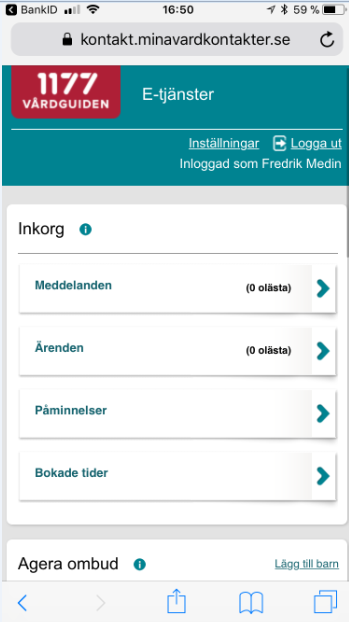 BankID 16:50 59 %
kontakt.minavardkontakter.se
1177
VÅRDGUIDEN
E-tjänster
Inställningar Logga ut
Inloggad som Fredrik Medin
Inkorg i
Meddelanden (0 olästa)
Ärenden (0 olästa)
Påminnelser
Bokade tider
Agera ombud i Lägg till barn